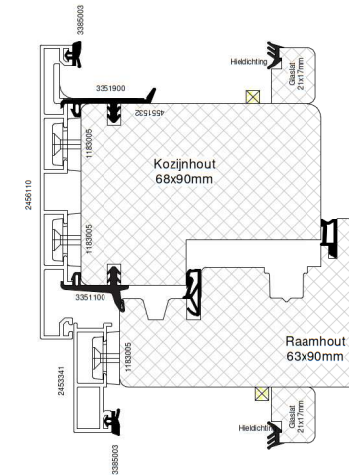 3385003
Hieldichting
Glaslat
21x17mm
3351900
4551532
1183005
Kozijnhout
68x90mm
2456110
1183005
3351100
Raamhout
63x90mm
1183005
2453341
Glaslat
21x17mm
Hieldichting
3385003